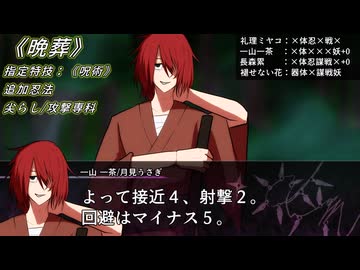 《晩葬》
指定特技：《呪術》
追加忍法
尖らし/攻撃専科
礼理ミヤコ：×体忍×戦×
一山一茶　：×体×××妖+0
長森累　　：×体忍謀戦×+0
褪せない花：器体×謀戦妖
一山 一茶/月見うさぎ
よって接近４、射撃２。
回避はマイナス５。